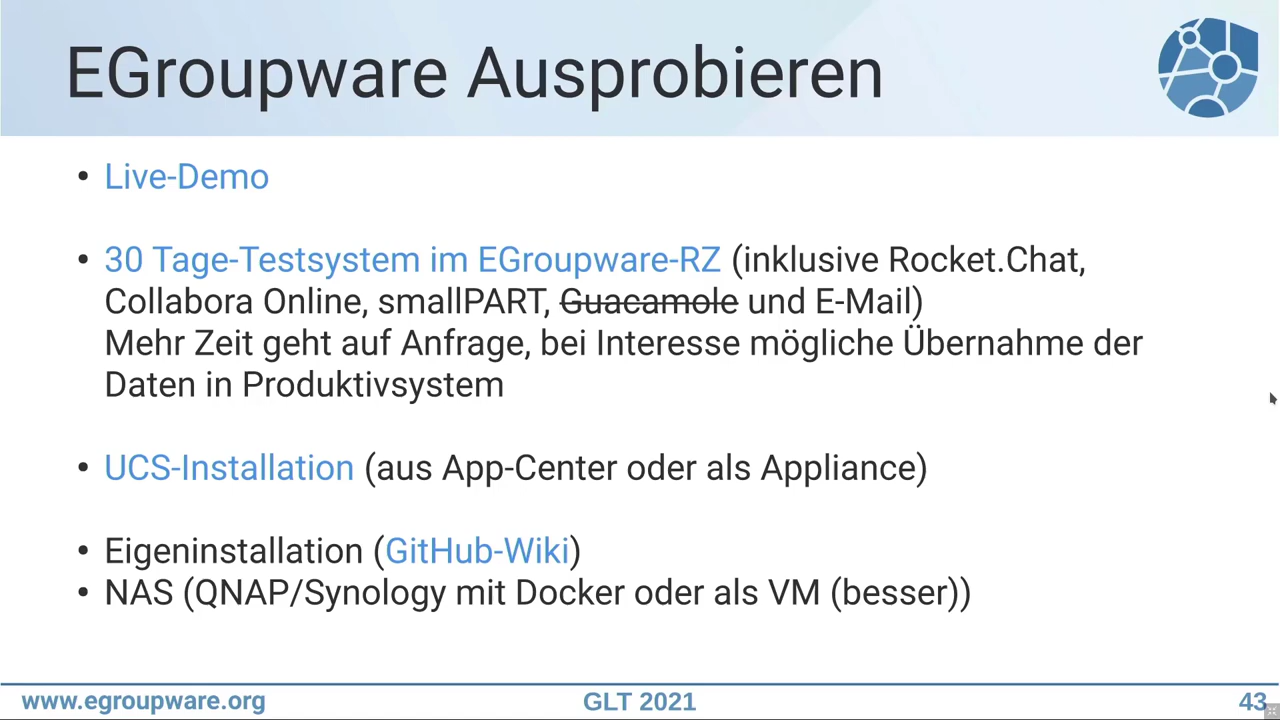 EGroupware Ausprobieren
• Live-Demo
• 30 Tage-Testsystem im EGroupware-RZ (inklusive Rocket.Chat,
Collabora Online, smallPART, Guacamole und E-Mail)
Mehr Zeit geht auf Anfrage, bei Interesse mögliche Übernahme der
Daten in Produktivsystem
• UCS-Installation (aus App-Center oder als Appliance)
• Eigeninstallation (GitHub-Wiki)
• NAS (QNAP/Synology mit Docker oder als VM (besser))
www.egroupware.org GLT 2021 43